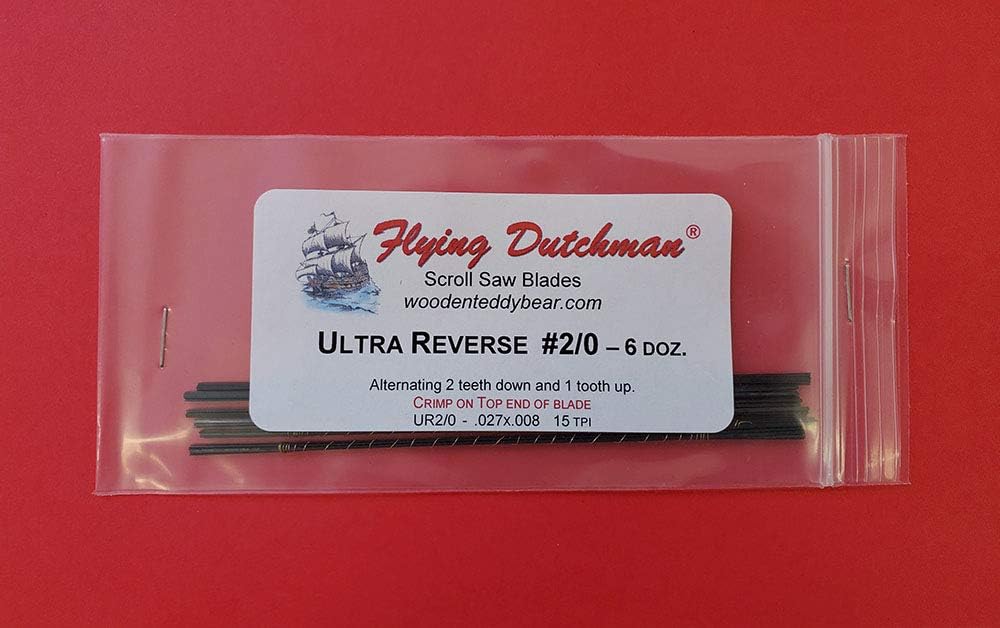 Flying Dutchman®
Scroll Saw Blades
woodenteddybear.com
ULTRA REVERSE #2/0 – 6 DOZ.
Alternating 2 teeth down and 1 tooth up.
CRIMP ON TOP END OF BLADE
UR2/0 - .027x.008 15 TPI